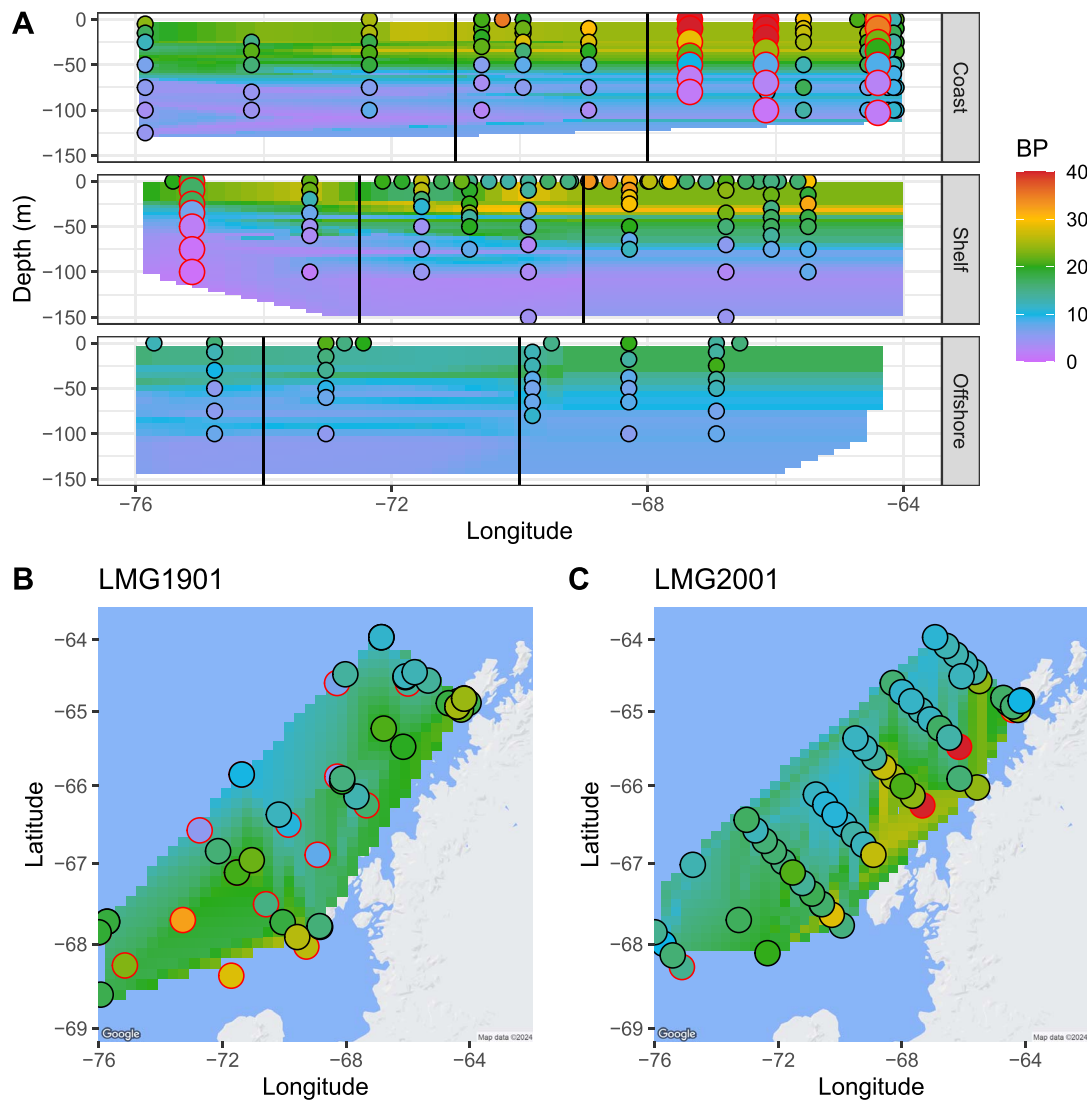 A
0
−50
−100
−150
Coast
0
−50
−100
−150
Shelf
0
−50
−100
−150
Offshore
Depth (m)
−76
−72
−68
−64
Longitude
BP
40
30
20
10
0
B
LMG1901
−64
−65
−66
−67
−68
−69
Latitude
Google
Map data ©2024
−76
−72
−68
−64
Longitude
C
LMG2001
−64
−65
−66
−67
−68
−69
Latitude
Google
Map data ©2024
−76
−72
−68
−64
Longitude